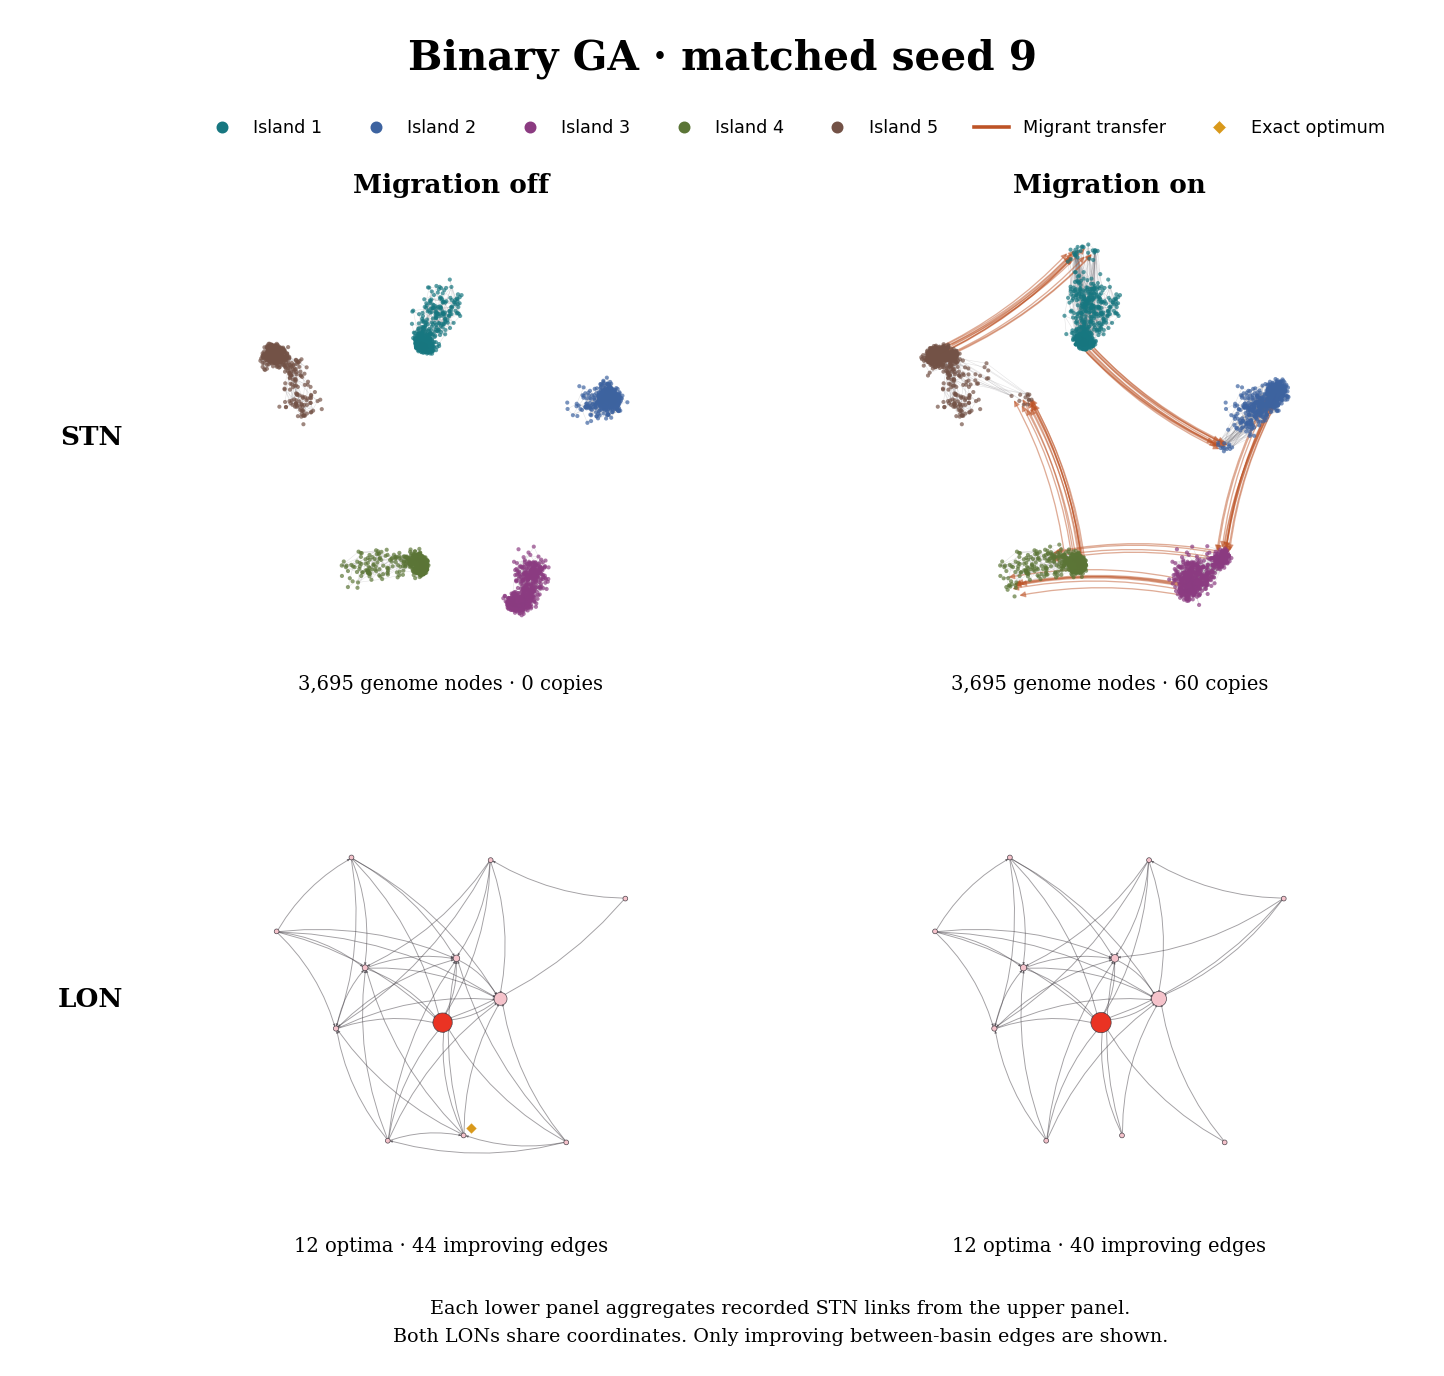 Binary GA · matched seed 9
Island 1
Island 2
Island 3
Island 4
Island 5
Migrant transfer
Exact optimum
Migration off
Migration on
STN
3,695 genome nodes · 0 copies
3,695 genome nodes · 60 copies
LON
12 optima · 44 improving edges
12 optima · 40 improving edges
Each lower panel aggregates recorded STN links from the upper panel.
Both LONs share coordinates. Only improving between-basin edges are shown.